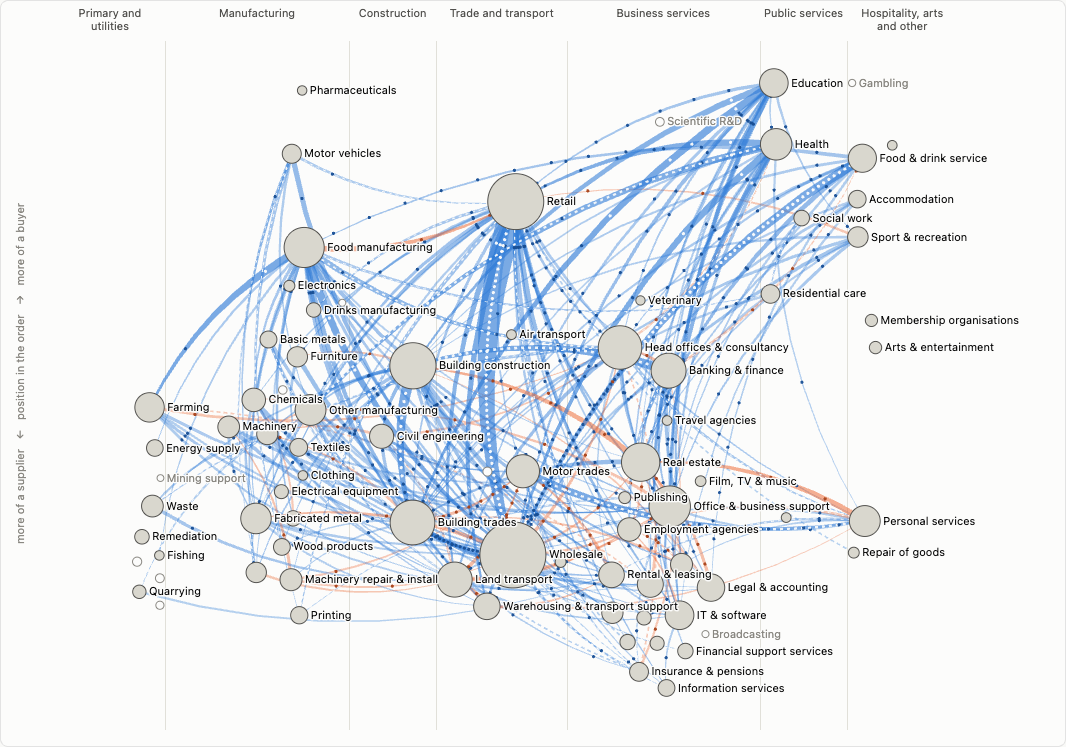 Primary and
utilities
Manufacturing
Construction
Trade and transport
Business services
Public services
Hospitality, arts
and other
more of a supplier ← position in the order → more of a buyer
Pharmaceuticals
Education
Gambling
Scientific R&D
Motor vehicles
Health
Food & drink service
Retail
Accommodation
Social work
Sport & recreation
Food manufacturing
Electronics
Residential care
Veterinary
Drinks manufacturing
Membership organisations
Air transport
Basic metals
Head offices & consultancy
Arts & entertainment
Furniture
Building construction
Banking & finance
Chemicals
Farming
Other manufacturing
Travel agencies
Machinery
Civil engineering
Energy supply
Textiles
Real estate
Motor trades
Clothing
Mining support
Film, TV & music
Electrical equipment
Publishing
Waste
Office & business support
Fabricated metal
Building trades
Personal services
Employment agencies
Remediation
Wood products
Wholesale
Repair of goods
Fishing
Rental & leasing
Machinery repair & install
Land transport
Legal & accounting
Quarrying
Warehousing & transport support
Printing
IT & software
Broadcasting
Financial support services
Insurance & pensions
Information services